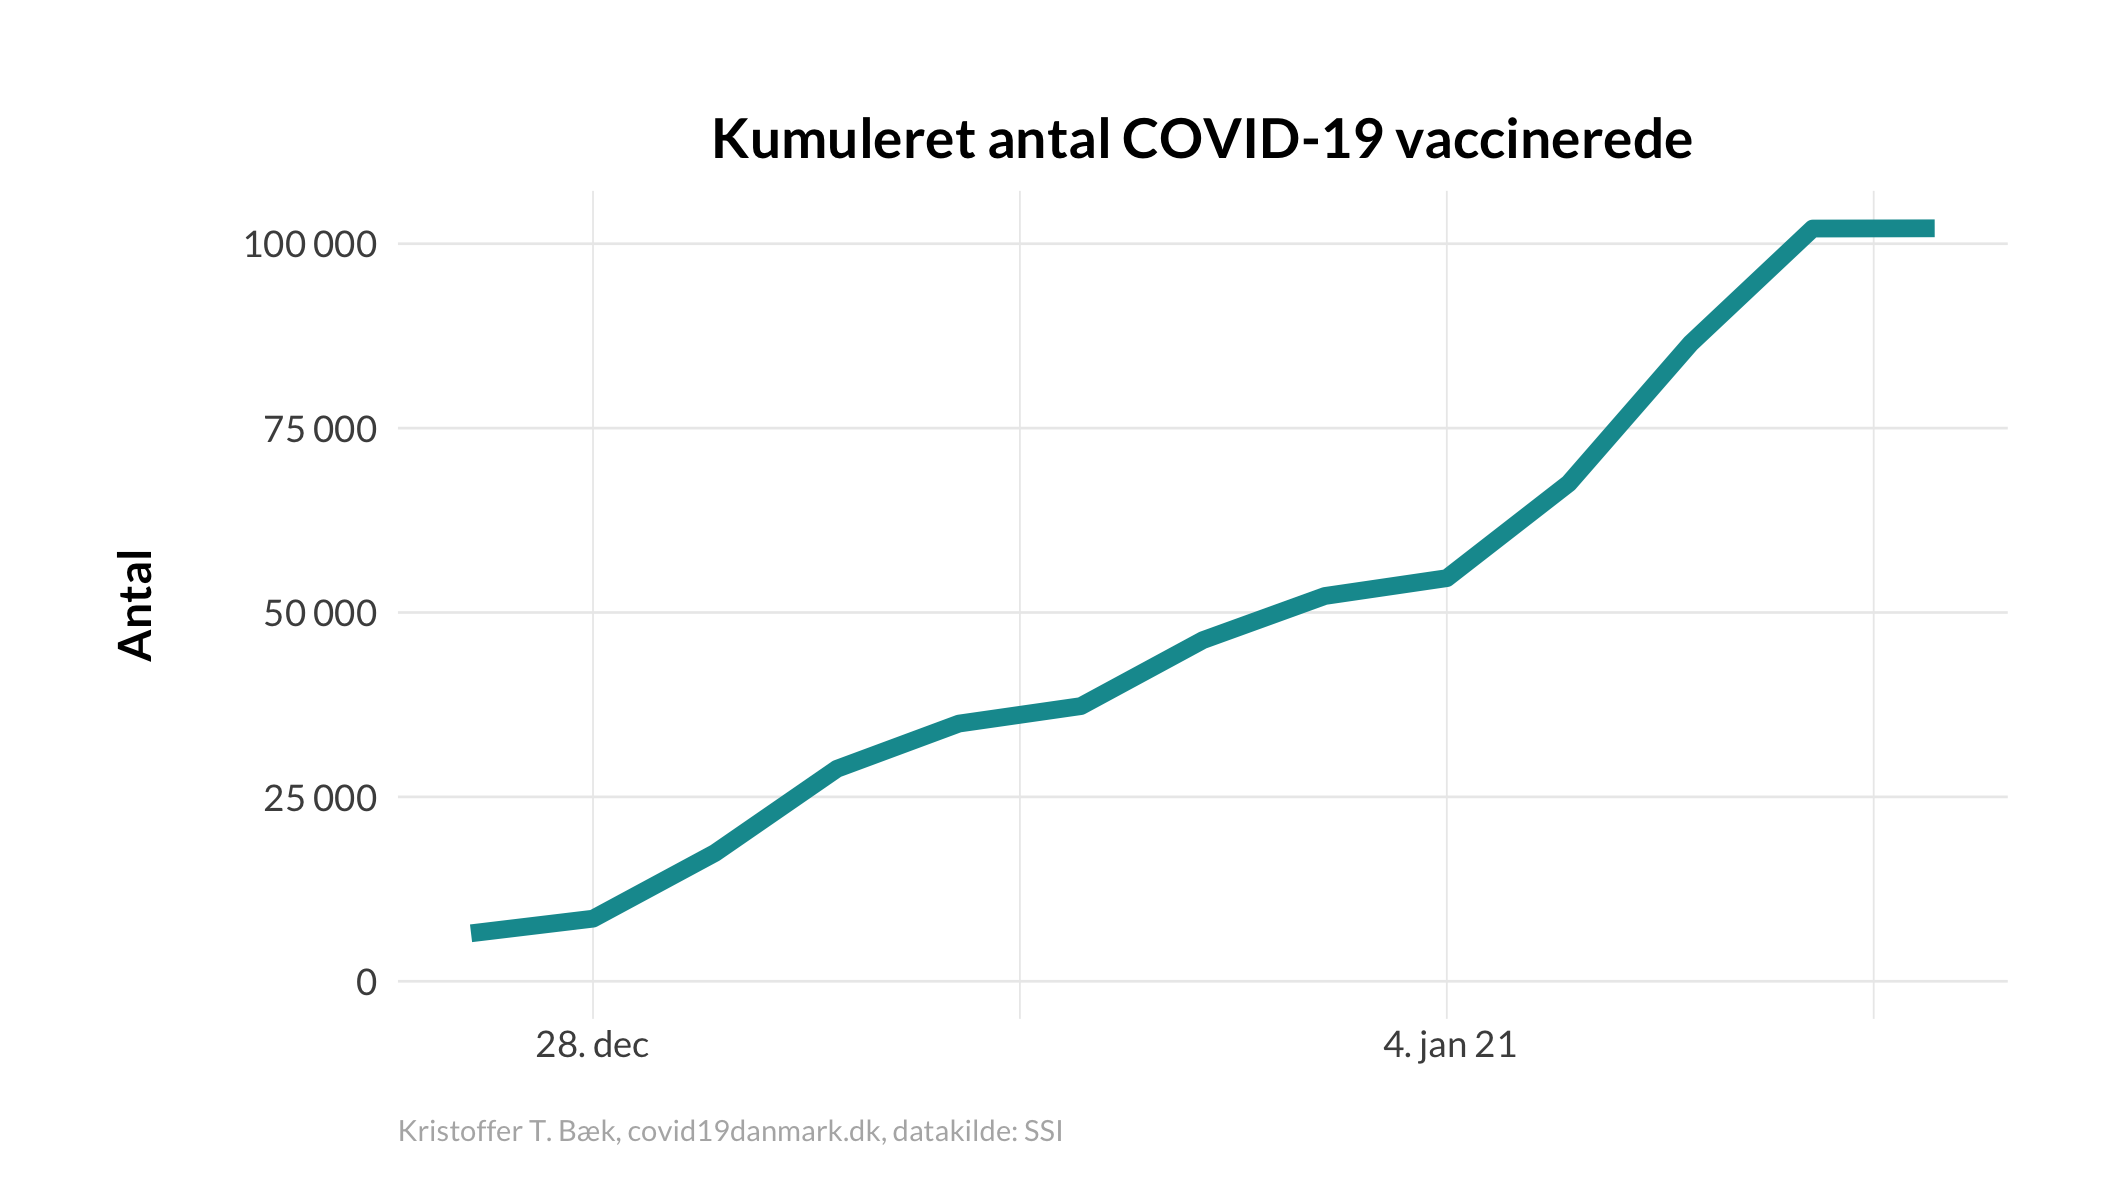 Kumuleret antal COVID-19 vaccinerede
Antal
100 000
75 000
50 000
25 000
0
28. dec
4. jan 21
Kristoffer T. Bæk, covid19danmark.dk, datakilde: SSI